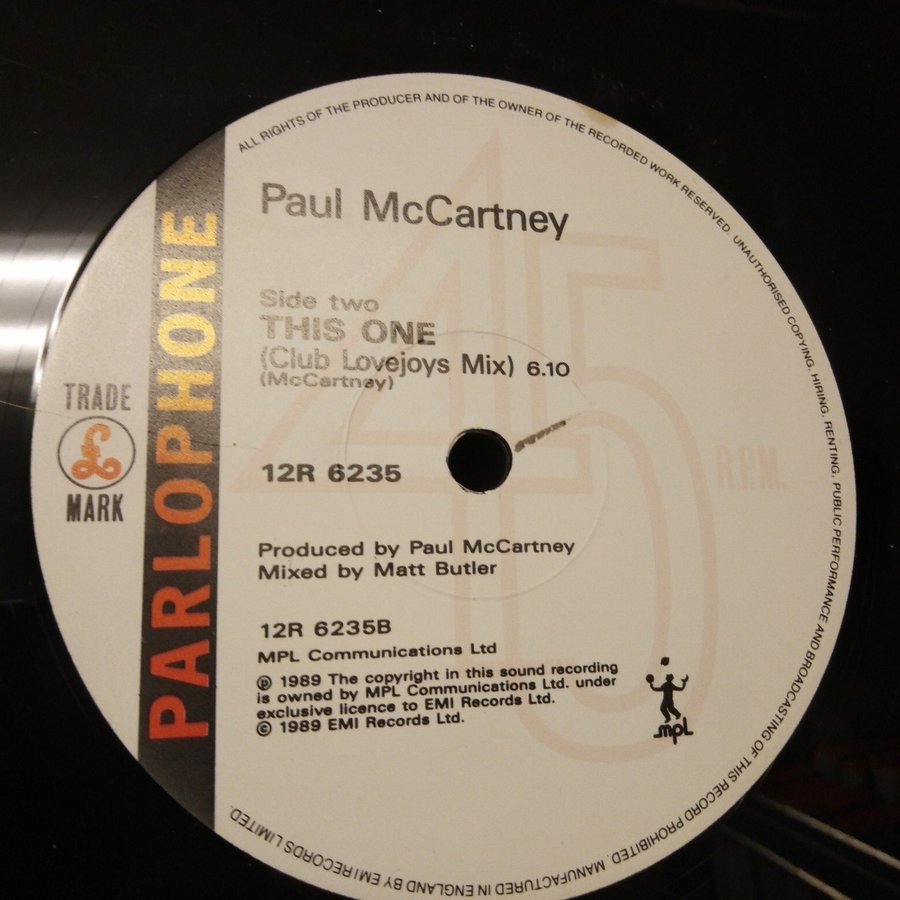 ALL RIGHTS OF THE PRODUCER AND OF THE OWNER OF THE RECORDED WORK RESERVED. UNAUTHORISED COPYING, HIRING, RENTING, PUBLIC PERFORMANCE AND BROADCASTING OF THIS RECORD PROHIBITED. MANUFACTURED IN ENGLAND BY EMI RECORDS LIMITED.
PARLOPHONE
TRADE
£
MARK
Paul McCartney
Side two
THIS ONE
(Club Lovejoys Mix) 6.10
(McCartney)
45
R.P.M.
12R 6235
Produced by Paul McCartney
Mixed by Matt Butler
12R 6235B
MPL Communications Ltd
℗ 1989 The copyright in this sound recording
is owned by MPL Communications Ltd. under
exclusive licence to EMI Records Ltd.
© 1989 EMI Records Ltd.
MPL